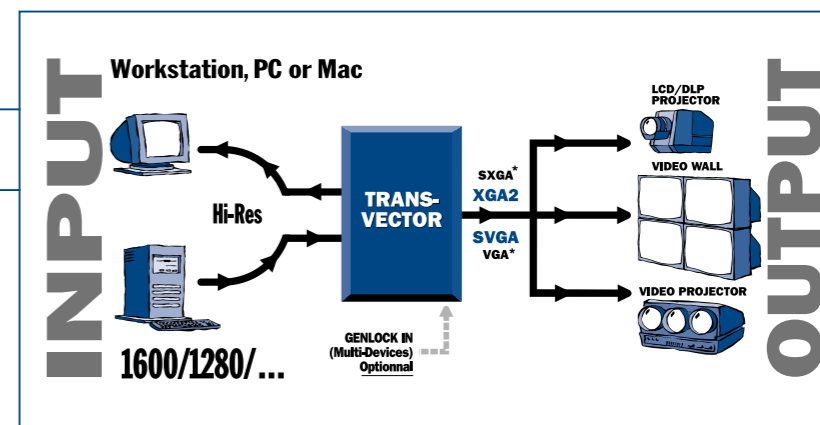 INPUT
Workstation, PC or Mac
Hi-Res
1600/1280/...
TRANS-
VECTOR
GENLOCK IN
(Multi-Devices)
Optionnal
SXGA*
XGA2
SVGA
VGA*
LCD/DLP
PROJECTOR
VIDEO WALL
VIDEO PROJECTOR
OUTPUT